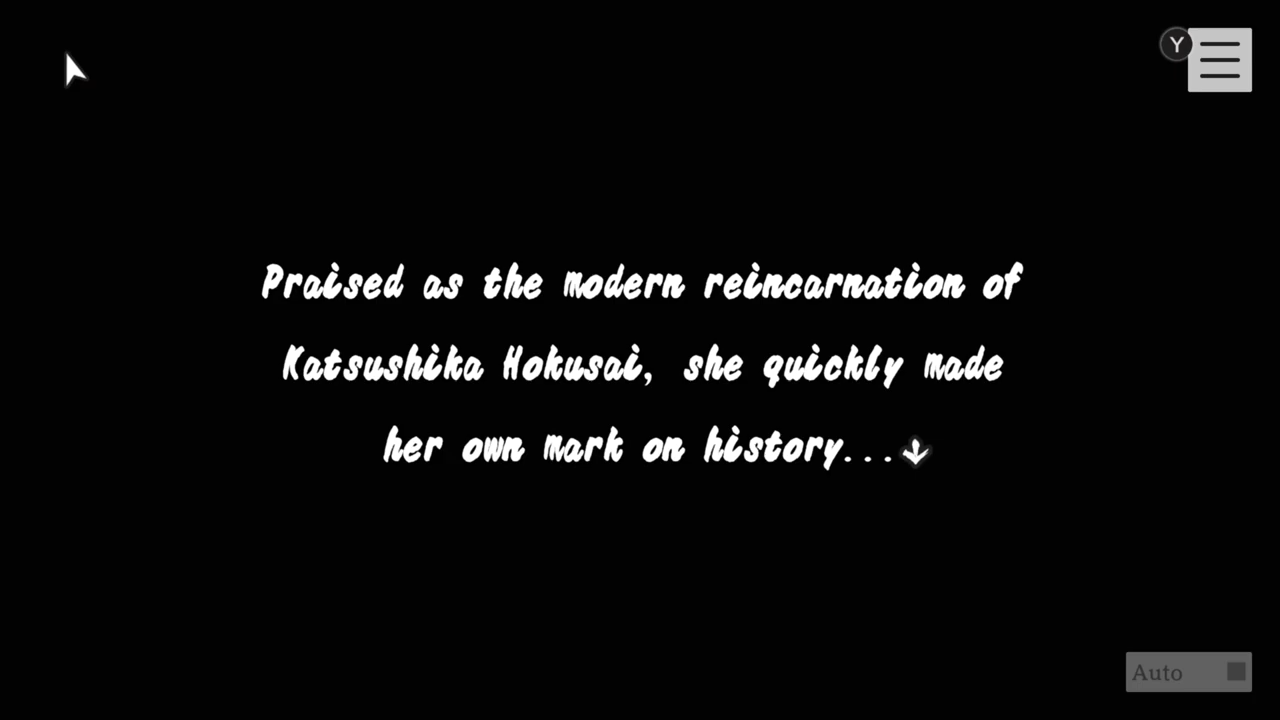 Y
Praised as the modern reincarnation of
Katsushika Hokusai, she quickly made
her own mark on history...
Auto